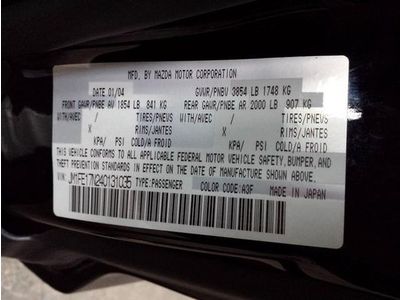 MFD. BY MAZDA MOTOR CORPORATION
DATE 01/04 GVWR/PNBV 3854 LB 1748 KG
FRONT GAWR/PNBE AV 1854 LB 841 KG REAR GAWR/PNBE AR 2000 LB 907 KG
WITH/AVEC / TIRES/PNEUS WITH/AVEC / TIRES/PNEUS
X RIMS/JANTES X RIMS/JANTES
KPA/ PSI COLD/A FROID KPA/ PSI COLD/A FROID
THIS VEHICLE CONFORMS TO ALL APPLICABLE FEDERAL MOTOR VEHICLE SAFETY, BUMPER, AND
THEFT PREVENTION STANDARDS IN EFFECT ON THE DATE OF MANUFACTURE SHOWN ABOVE.
VIN: JM1FE17N240131035 TYPE:PASSENGER COLOR CODE: A3F MADE IN JAPAN